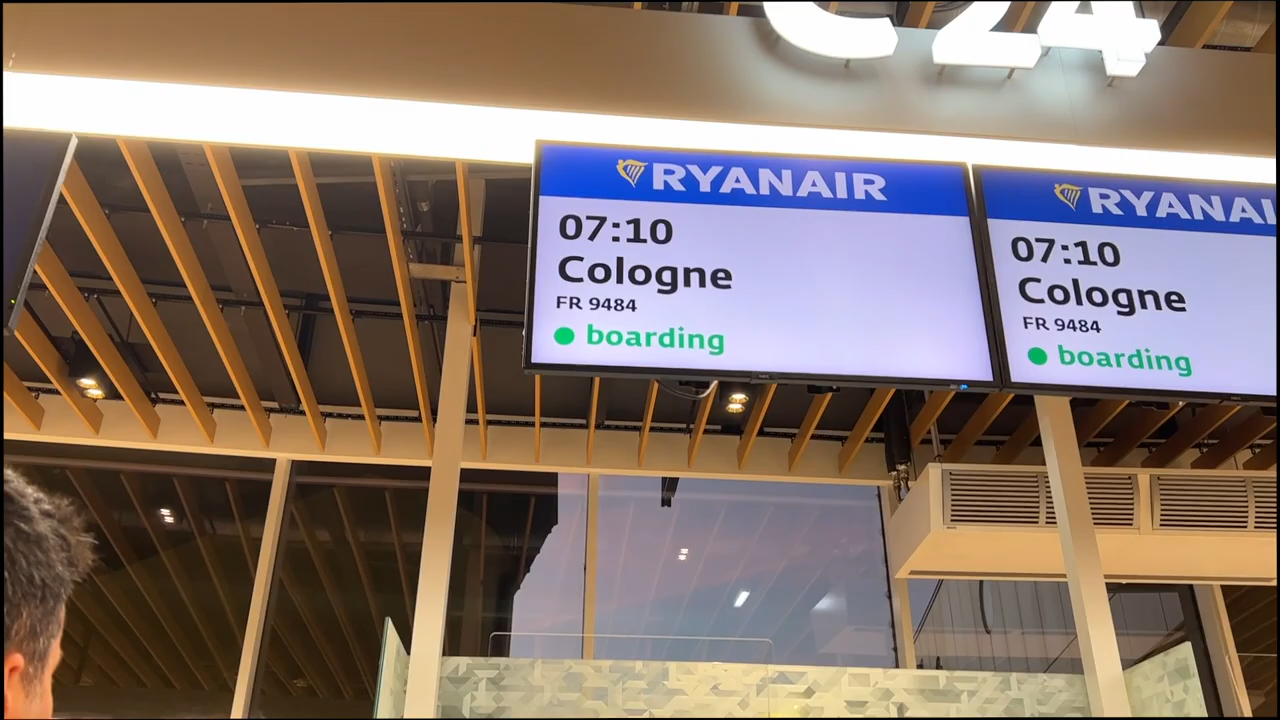 C24
RYANAIR
07:10
Cologne
FR 9484
boarding
RYANAI
07:10
Cologne
FR 9484
boarding